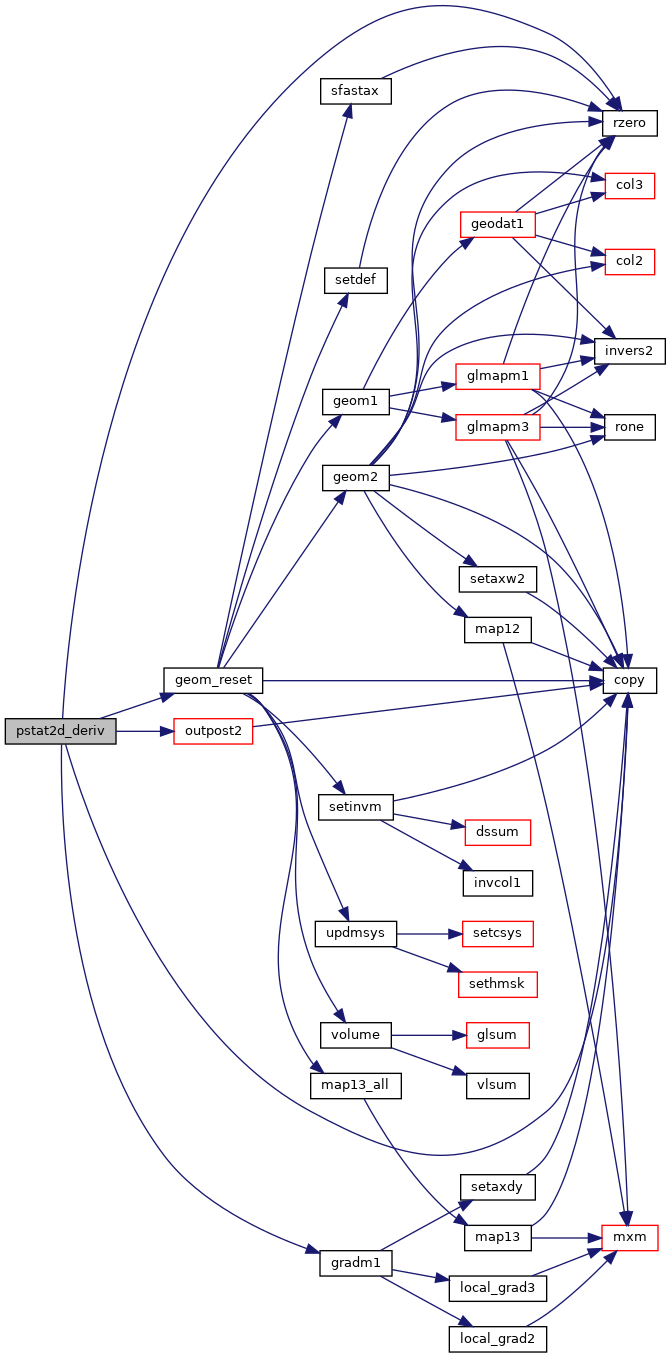 sfastax
rzero
col3
geodat1
col2
setdef
invers2
glmapm1
geom1
glmapm3
rone
geom2
setaxw2
map12
geom_reset
copy
pstat2d_deriv
outpost2
setinvm
dssum
invcol1
updmsys
setcsys
sethmsk
volume
glsum
map13_all
vlsum
setaxdy
map13
mxm
gradm1
local_grad3
local_grad2